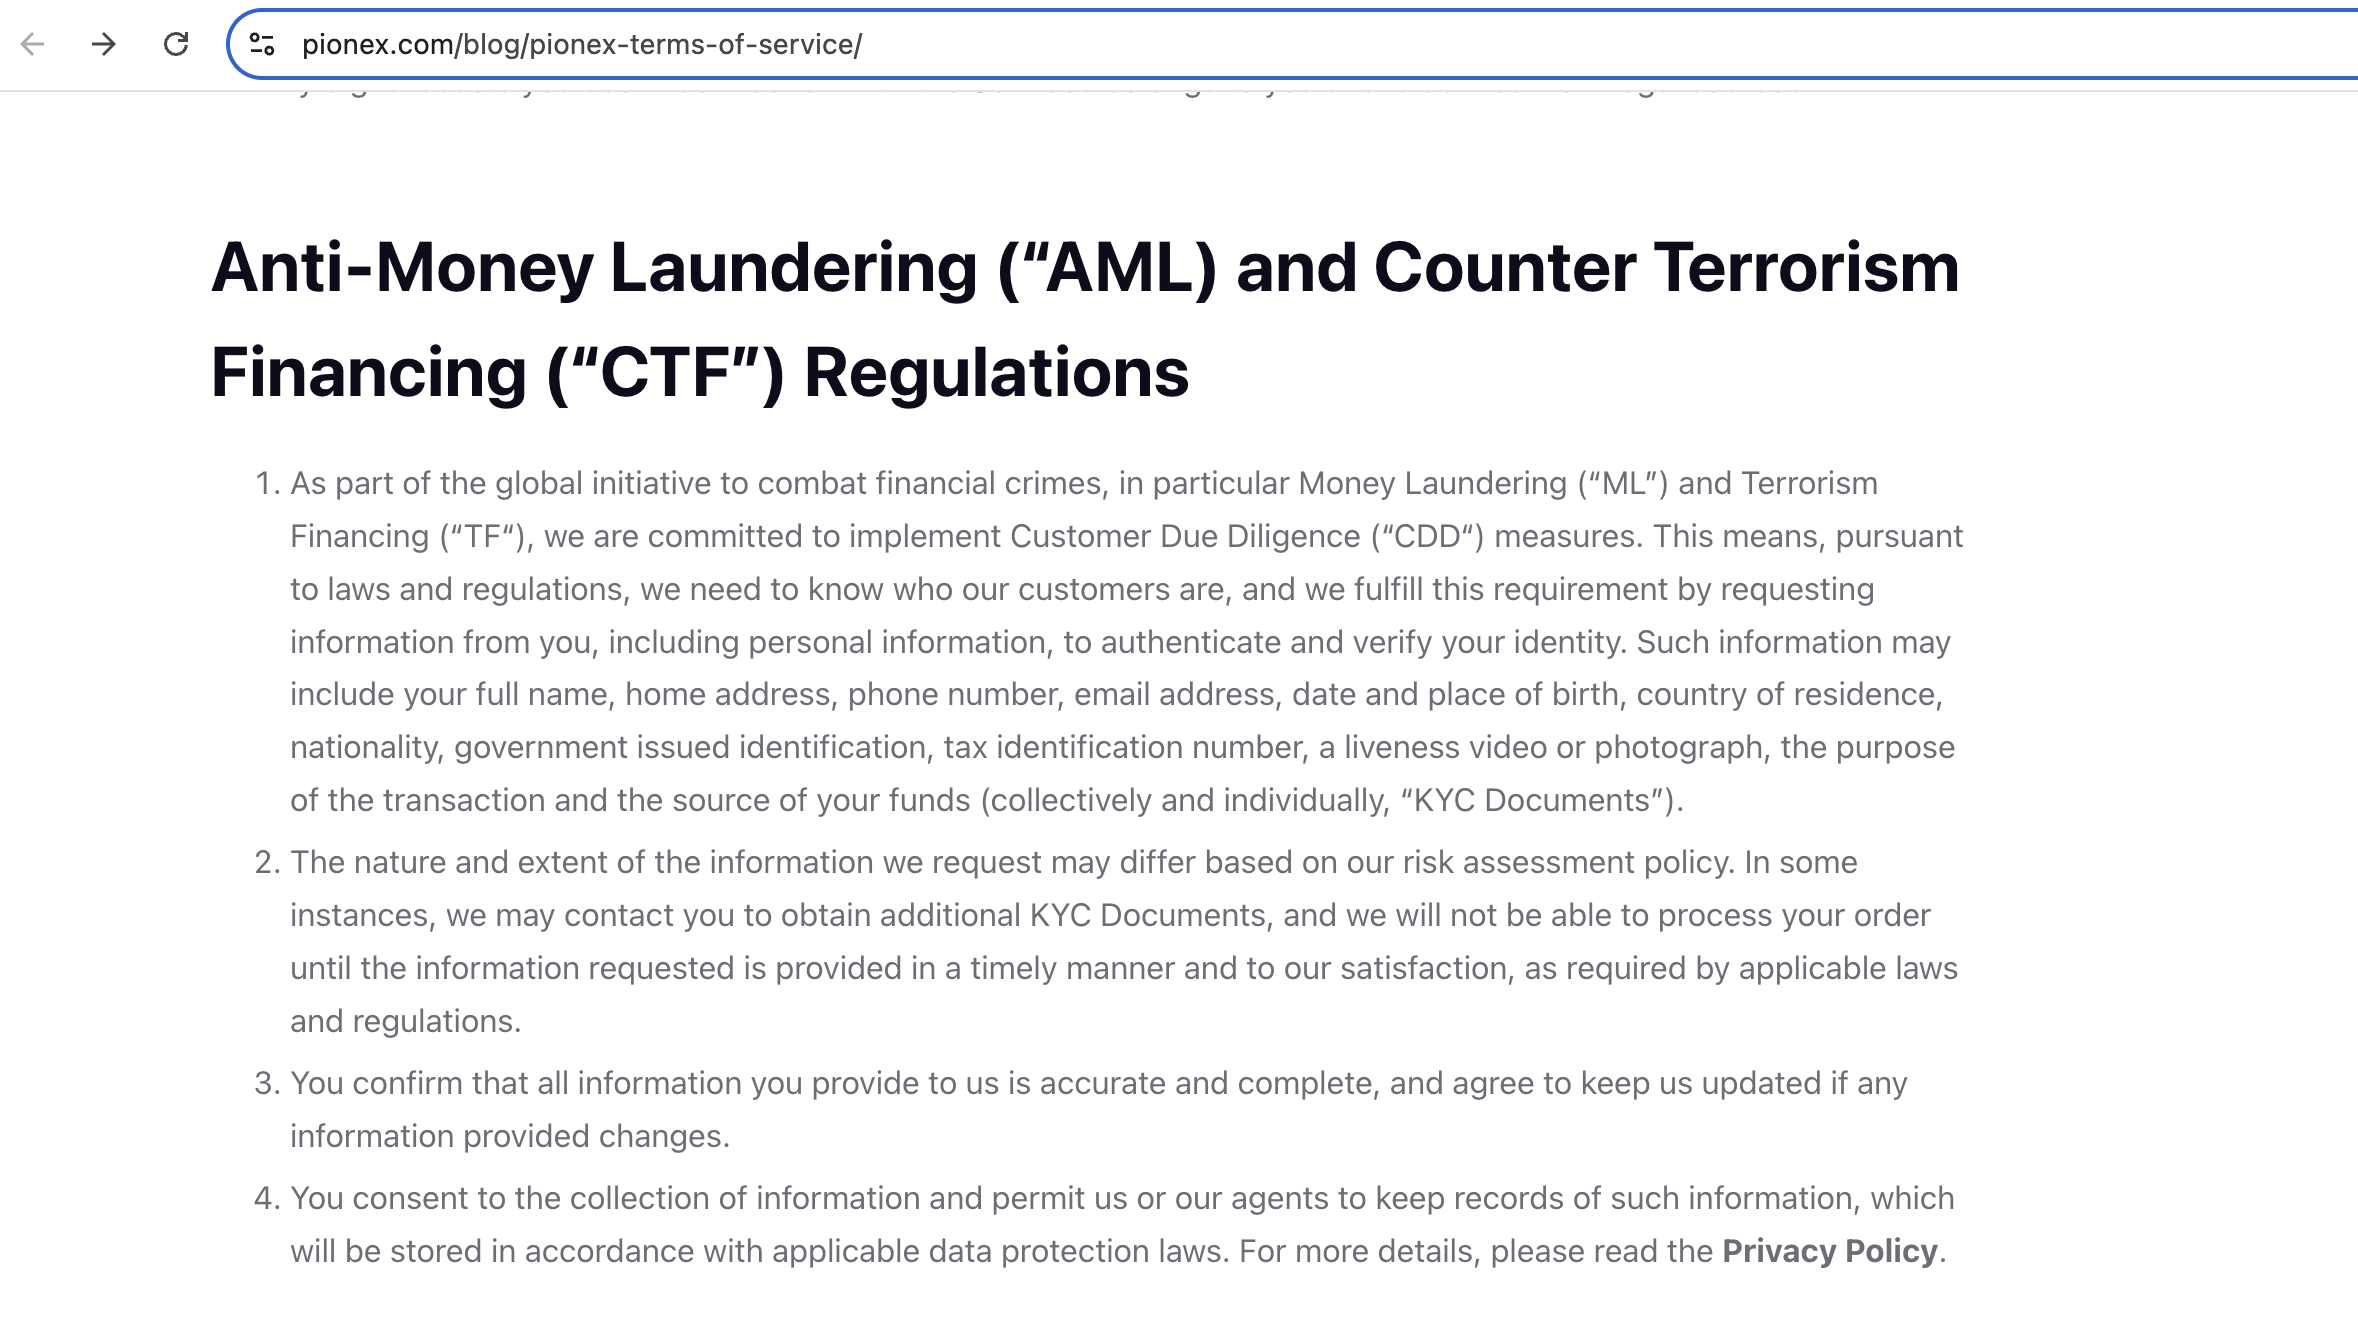 pionex.com/blog/pionex-terms-of-service/
Anti-Money Laundering (“AML) and Counter Terrorism
Financing (“CTF”) Regulations
1. As part of the global initiative to combat financial crimes, in particular Money Laundering (“ML”) and Terrorism
Financing (“TF“), we are committed to implement Customer Due Diligence (“CDD“) measures. This means, pursuant
to laws and regulations, we need to know who our customers are, and we fulfill this requirement by requesting
information from you, including personal information, to authenticate and verify your identity. Such information may
include your full name, home address, phone number, email address, date and place of birth, country of residence,
nationality, government issued identification, tax identification number, a liveness video or photograph, the purpose
of the transaction and the source of your funds (collectively and individually, “KYC Documents”).
2. The nature and extent of the information we request may differ based on our risk assessment policy. In some
instances, we may contact you to obtain additional KYC Documents, and we will not be able to process your order
until the information requested is provided in a timely manner and to our satisfaction, as required by applicable laws
and regulations.
3. You confirm that all information you provide to us is accurate and complete, and agree to keep us updated if any
information provided changes.
4. You consent to the collection of information and permit us or our agents to keep records of such information, which
will be stored in accordance with applicable data protection laws. For more details, please read the Privacy Policy.